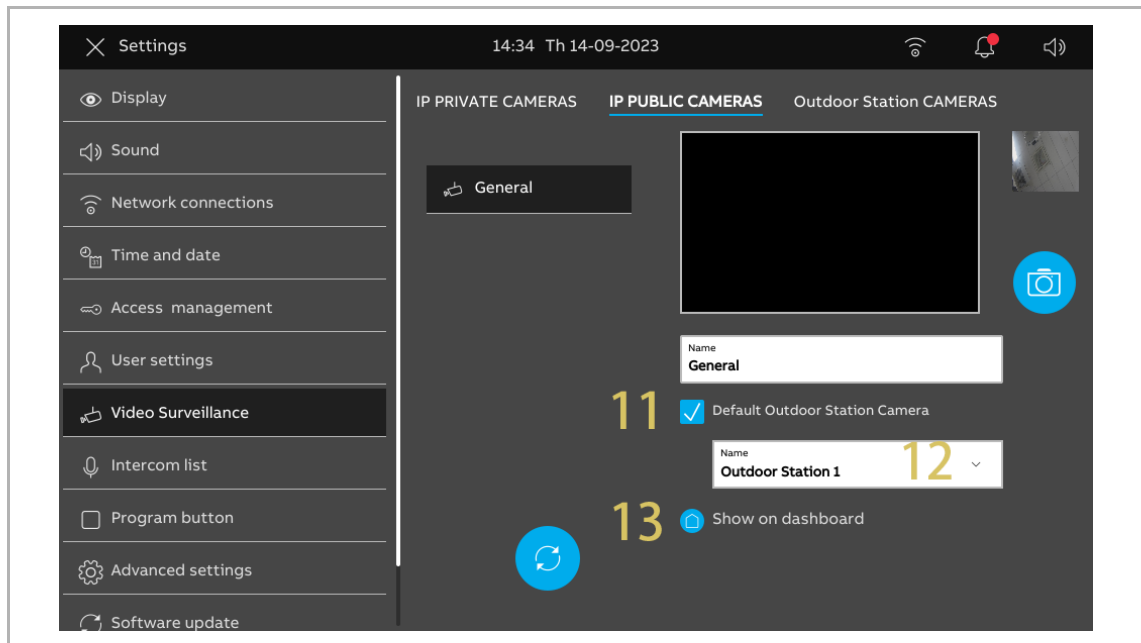 Settings
14:34 Th 14-09-2023
Display
Sound
Network connections
Time and date
Access management
User settings
Video Surveillance
Intercom list
Program button
Advanced settings
Software update
IP PRIVATE CAMERAS
IP PUBLIC CAMERAS
Outdoor Station CAMERAS
General
Name
General
11
Default Outdoor Station Camera
Name
Outdoor Station 1
12
13
Show on dashboard